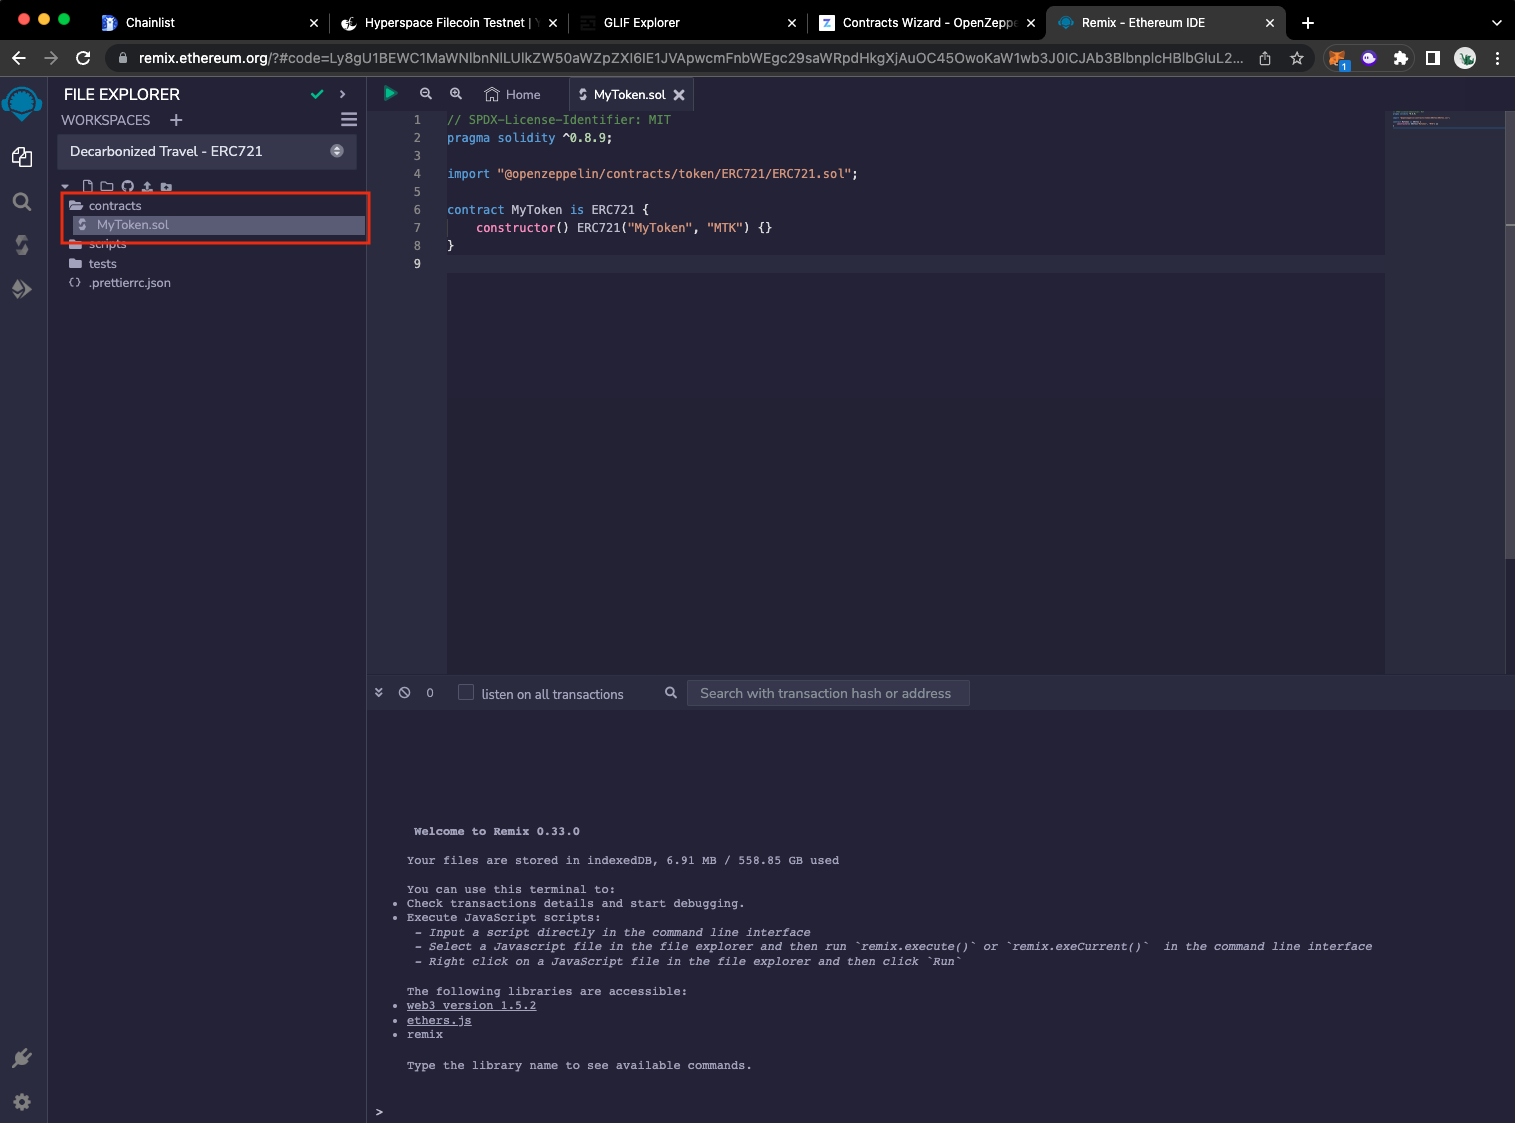 Chainlist
Hyperspace Filecoin Testnet |
GLIF Explorer
Contracts Wizard - OpenZeppe
Remix - Ethereum IDE
remix.ethereum.org/?#code=Ly8gU1BEWC1MaWNlbnNlLUlkZW50aWZpZXI6IE1JVApwcmFnbWEgc29saWRpdHkgXjAuOC45OwoKaW1wb3J0ICJAb3BlbnplcHBlbGluL2...
1
FILE EXPLORER
WORKSPACES
Decarbonized Travel - ERC721
contracts
MyToken.sol
scripts
tests
.prettierrc.json
Home
MyToken.sol
1 // SPDX-License-Identifier: MIT
2 pragma solidity ^0.8.9;
3
4 import "@openzeppelin/contracts/token/ERC721/ERC721.sol";
5
6 contract MyToken is ERC721 {
7 constructor() ERC721("MyToken", "MTK") {}
8 }
9
0
listen on all transactions
Search with transaction hash or address
Welcome to Remix 0.33.0
Your files are stored in indexedDB, 6.91 MB / 558.85 GB used
You can use this terminal to:
• Check transactions details and start debugging.
• Execute JavaScript scripts:
- Input a script directly in the command line interface
- Select a Javascript file in the file explorer and then run `remix.execute()` or `remix.exeCurrent()` in the command line interface
- Right click on a JavaScript file in the file explorer and then click `Run`
The following libraries are accessible:
• web3 version 1.5.2
• ethers.js
• remix
Type the library name to see available commands.
>